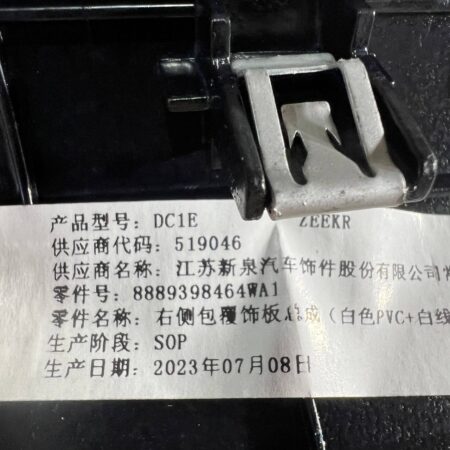 产品型号: DC1E ZEEKR
供应商代码: 519046
供应商名称: 江苏新泉汽车饰件股份有限公司
零件号: 8889398464WA1
零件名称: 右侧包覆饰板总成（白色PVC+白线
生产阶段: SOP
生产日期: 2023年07月08日